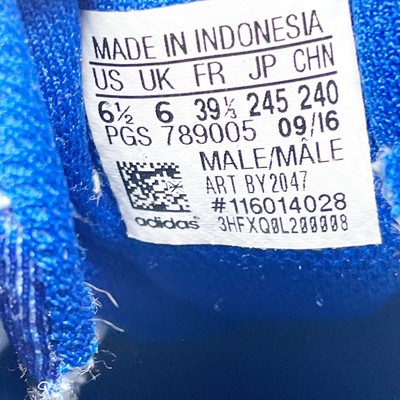 MADE IN INDONESIA
US UK FR JP CHN
6½ 6 39⅓ 245 240
PGS 789005 09/16
MALE/MÂLE
ART BY2047
#116014028
adidas 3HFXQ0L200008